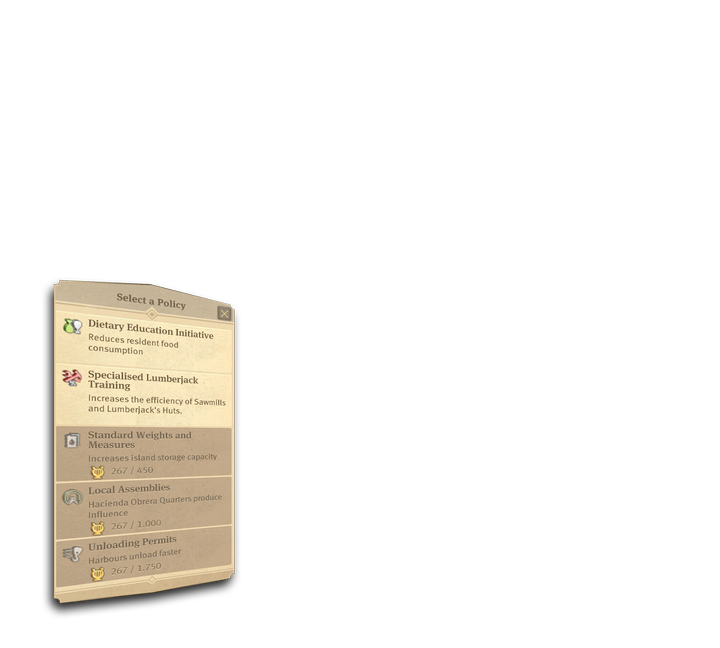 Select a Policy
Dietary Education Initiative
Reduces resident food
consumption
Specialised Lumberjack
Training
Increases the efficiency of Sawmills
and Lumberjack's Huts.
Standard Weights and
Measures
Increases island storage capacity
267 / 450
Local Assemblies
Hacienda Obrera Quarters produce
Influence
267 / 1.000
Unloading Permits
Harbours unload faster
267 / 1.750